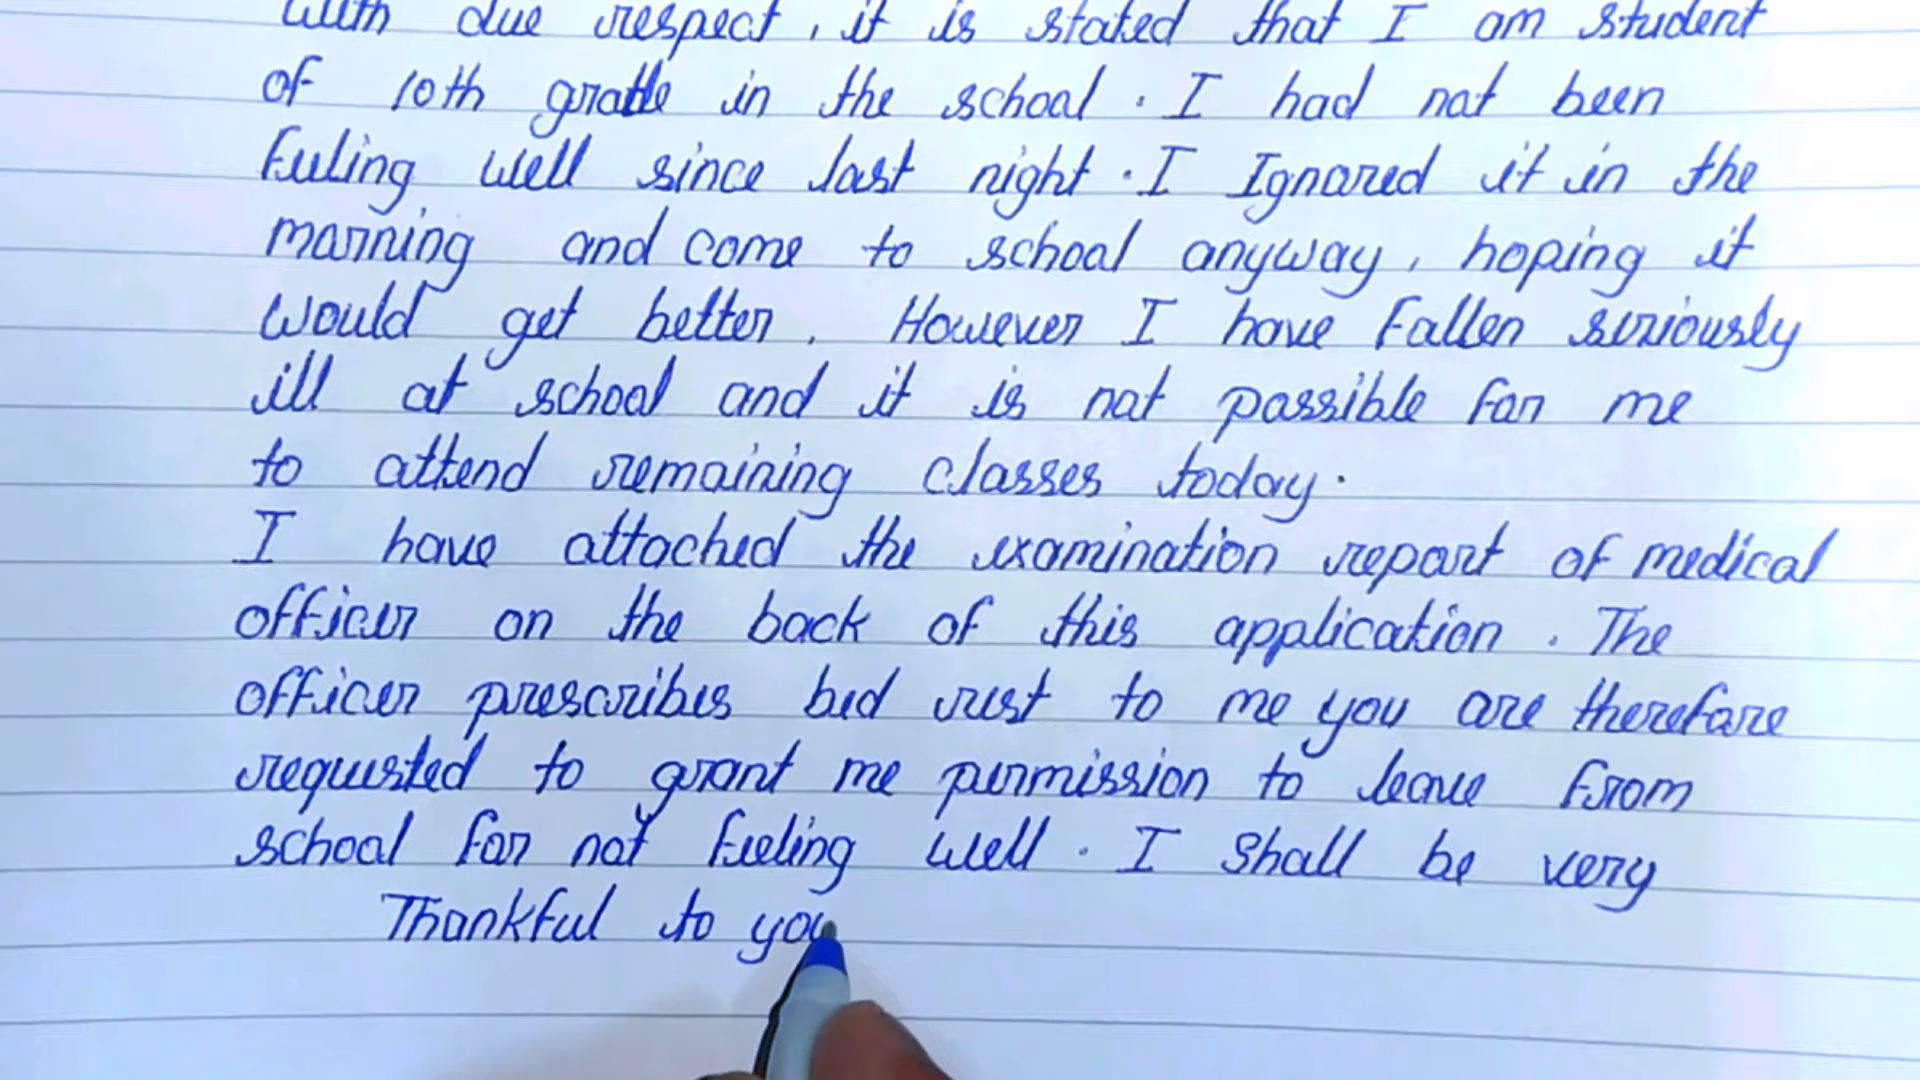 With due respect, it is stated that I am student
of 10th grade in the school. I had not been
feeling well since last night. I Ignored it in the
morning and come to school anyway, hoping it
would get better. However I have fallen seriously
ill at school and it is not possible for me
to attend remaining classes today.
I have attached the examination report of medical
officer on the back of this application. The
officer prescribes bed rest to me you are therefore
requested to grant me permission to leave from
school for not feeling well. I shall be very
Thankful to you